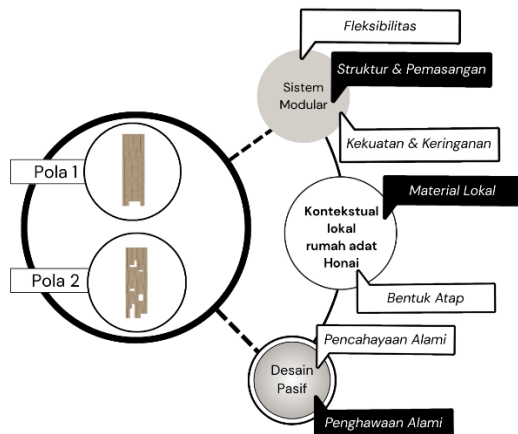 Fleksibilitas
Sistem
Modular
Struktur & Pemasangan
Kekuatan & Keringanan
Pola 1
Material Lokal
Kontekstual
lokal
rumah adat
Honai
Pola 2
Bentuk Atap
Pencahayaan Alami
Desain
Pasif
Penghawaan Alami